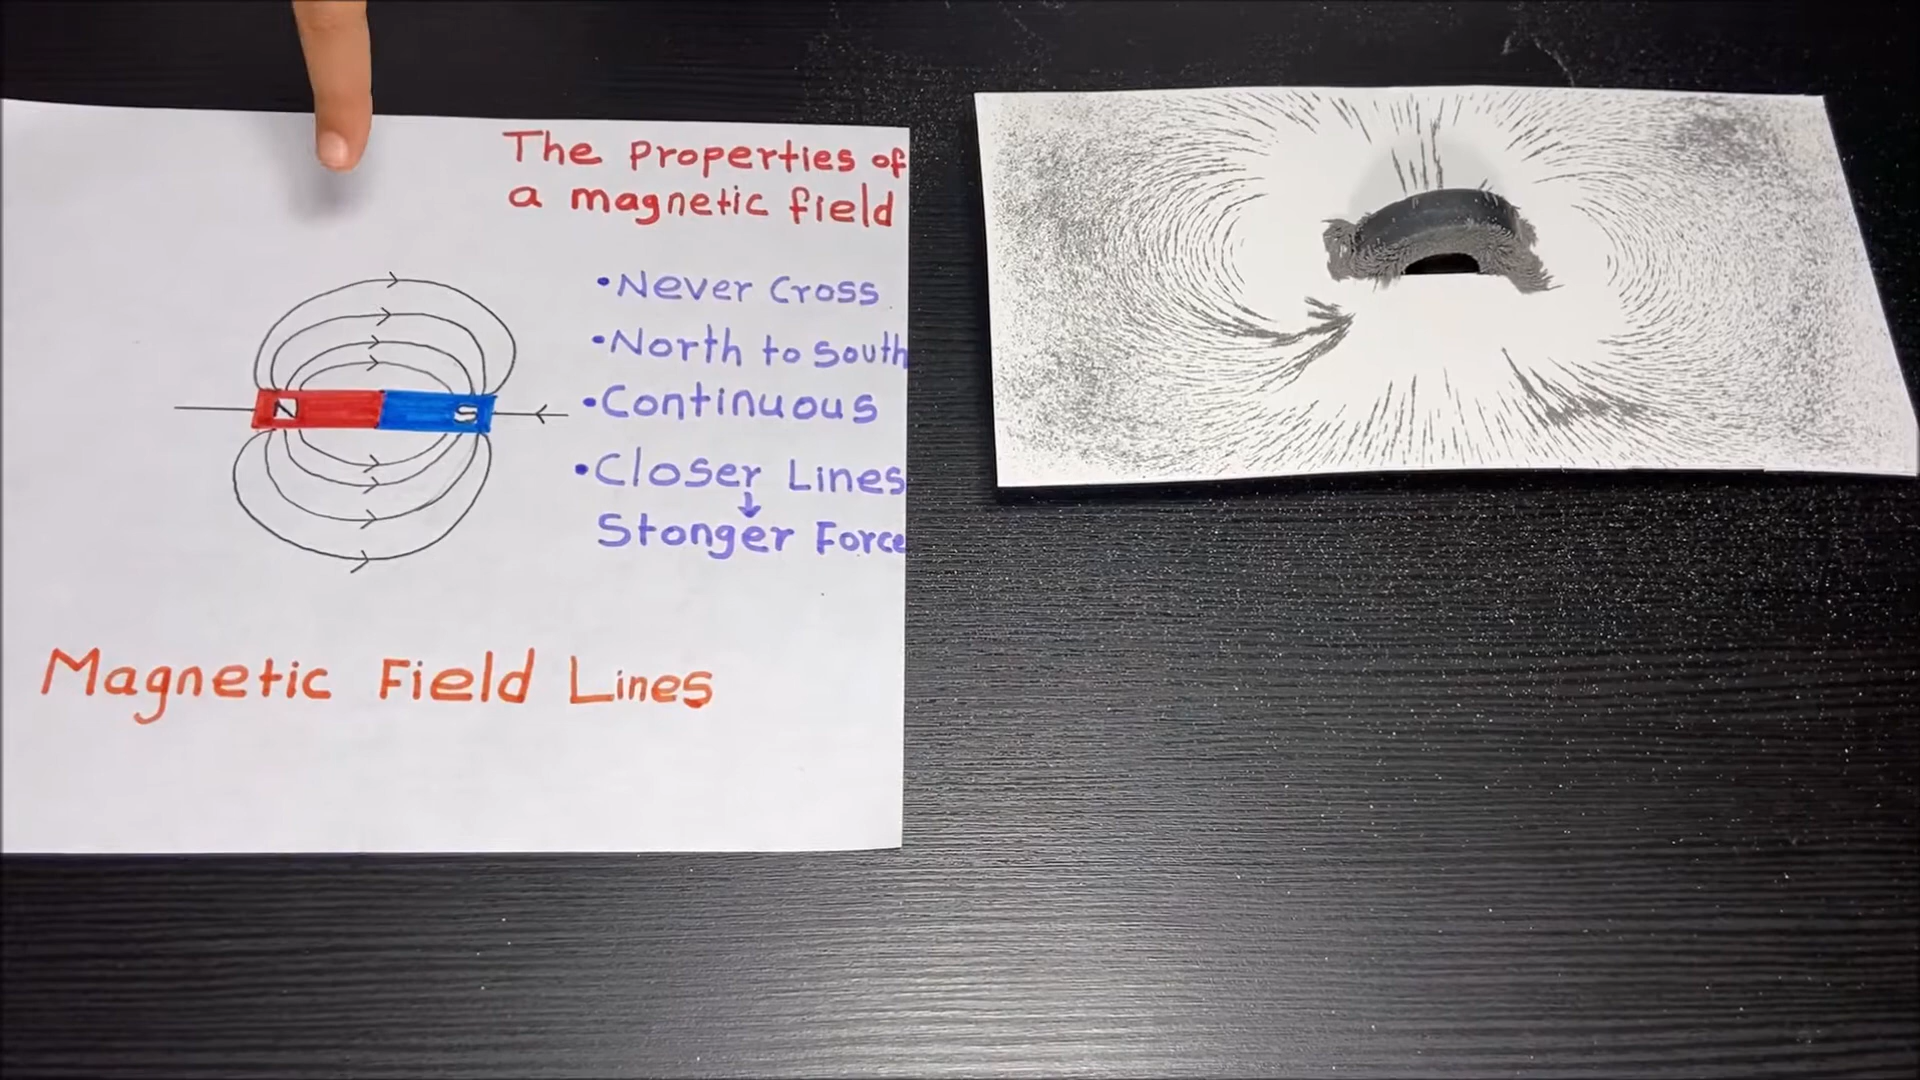 The properties of
a magnetic field
•Never Cross
•North to South
•Continuous
•Closer Lines
↓
Stonger Force
N S
Magnetic Field Lines